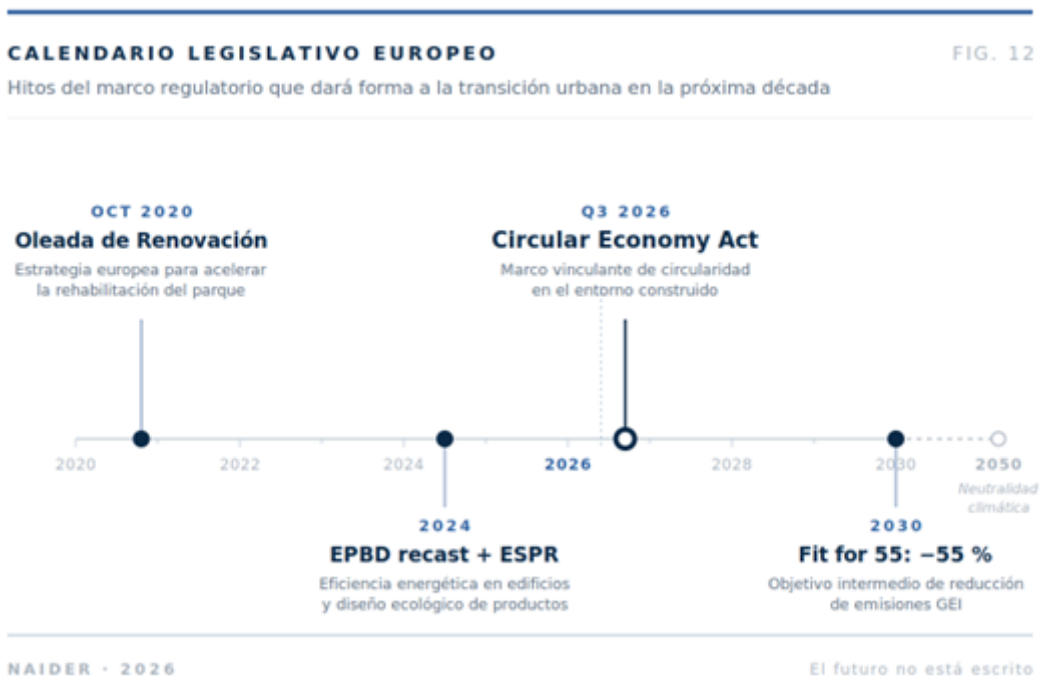 CALENDARIO LEGISLATIVO EUROPEO
FIG. 12
Hitos del marco regulatorio que dará forma a la transición urbana en la próxima década
OCT 2020
Oleada de Renovación
Estrategia europea para acelerar
la rehabilitación del parque
Q3 2026
Circular Economy Act
Marco vinculante de circularidad
en el entorno construido
2020
2022
2024
2026
2028
2030
2050
Neutralidad
climática
2024
EPBD recast + ESPR
Eficiencia energética en edificios
y diseño ecológico de productos
2030
Fit for 55: −55 %
Objetivo intermedio de reducción
de emisiones GEI
NAIDER · 2026
El futuro no está escrito